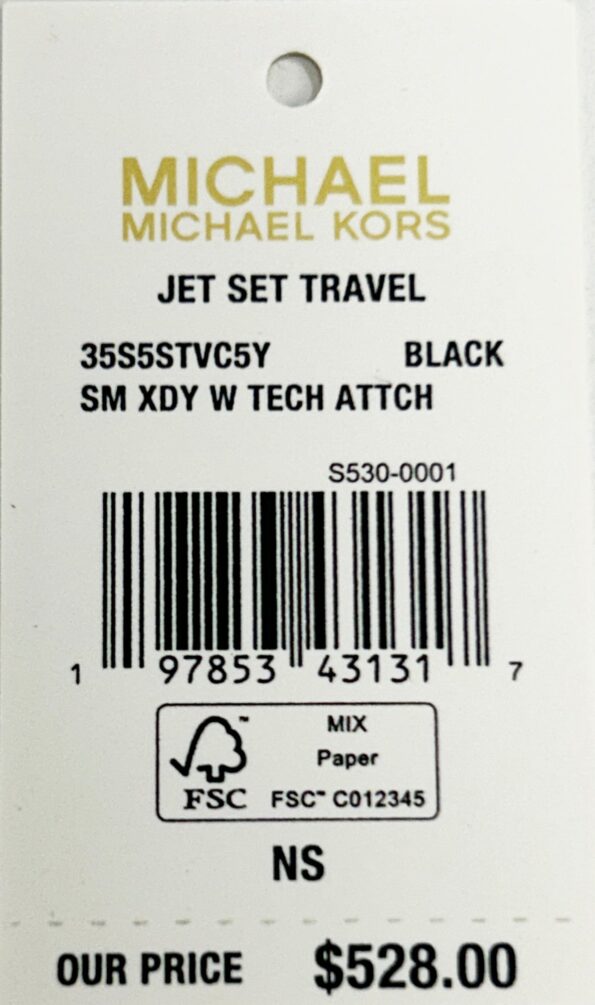 MICHAEL
MICHAEL KORS
JET SET TRAVEL
35S5STVC5Y BLACK
SM XDY W TECH ATTCH
S530-0001
1 97853 43131 7
FSC
MIX
Paper
FSC™ C012345
NS
OUR PRICE $528.00